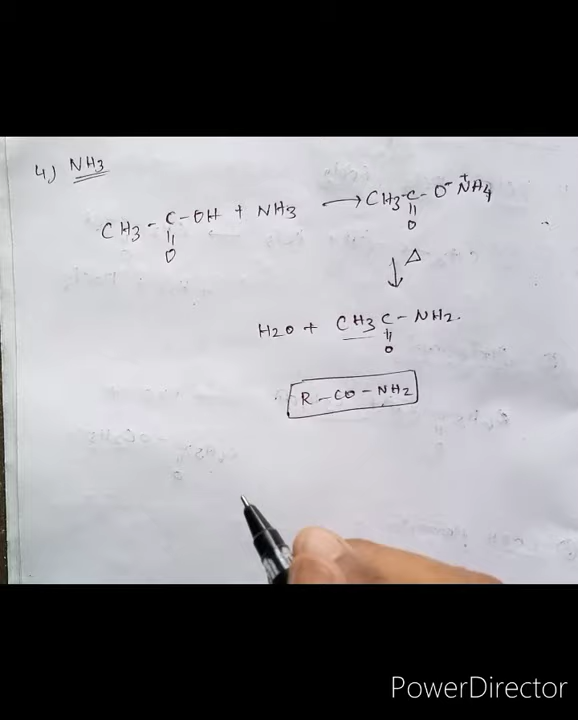 4) NH3
CH3 - C - OH + NH3 ⟶ CH3 - C - O⁻ N⁺H4
||
O
||
O
↓ Δ
H2O + CH3 C - NH2.
||
O
R - CO - NH2
PowerDirector